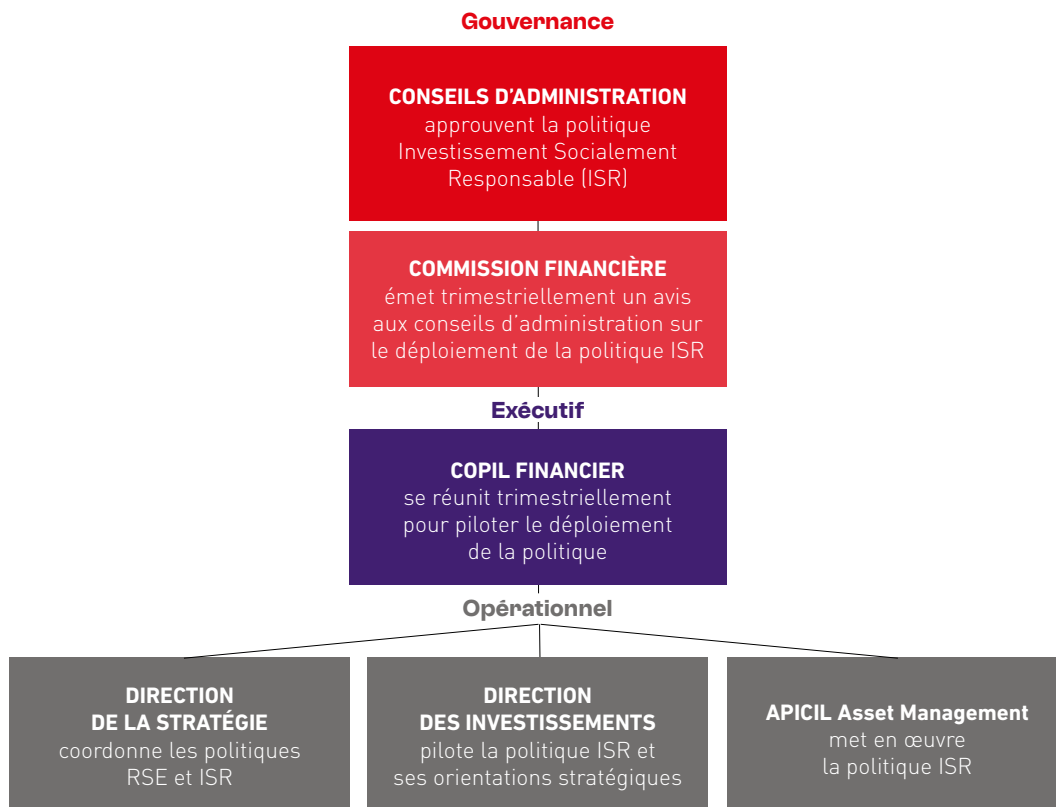 Gouvernance
CONSEILS D'ADMINISTRATION
approuvent la politique
Investissement Socialement
Responsable (ISR)
COMMISSION FINANCIÈRE
émet trimestriellement un avis
aux conseils d'administration sur
le déploiement de la politique ISR
Exécutif
COPIL FINANCIER
se réunit trimestriellement
pour piloter le déploiement
de la politique
Opérationnel
DIRECTION
DE LA STRATÉGIE
coordonne les politiques
RSE et ISR
DIRECTION
DES INVESTISSEMENTS
pilote la politique ISR et
ses orientations stratégiques
APICIL Asset Management
met en œuvre
la politique ISR